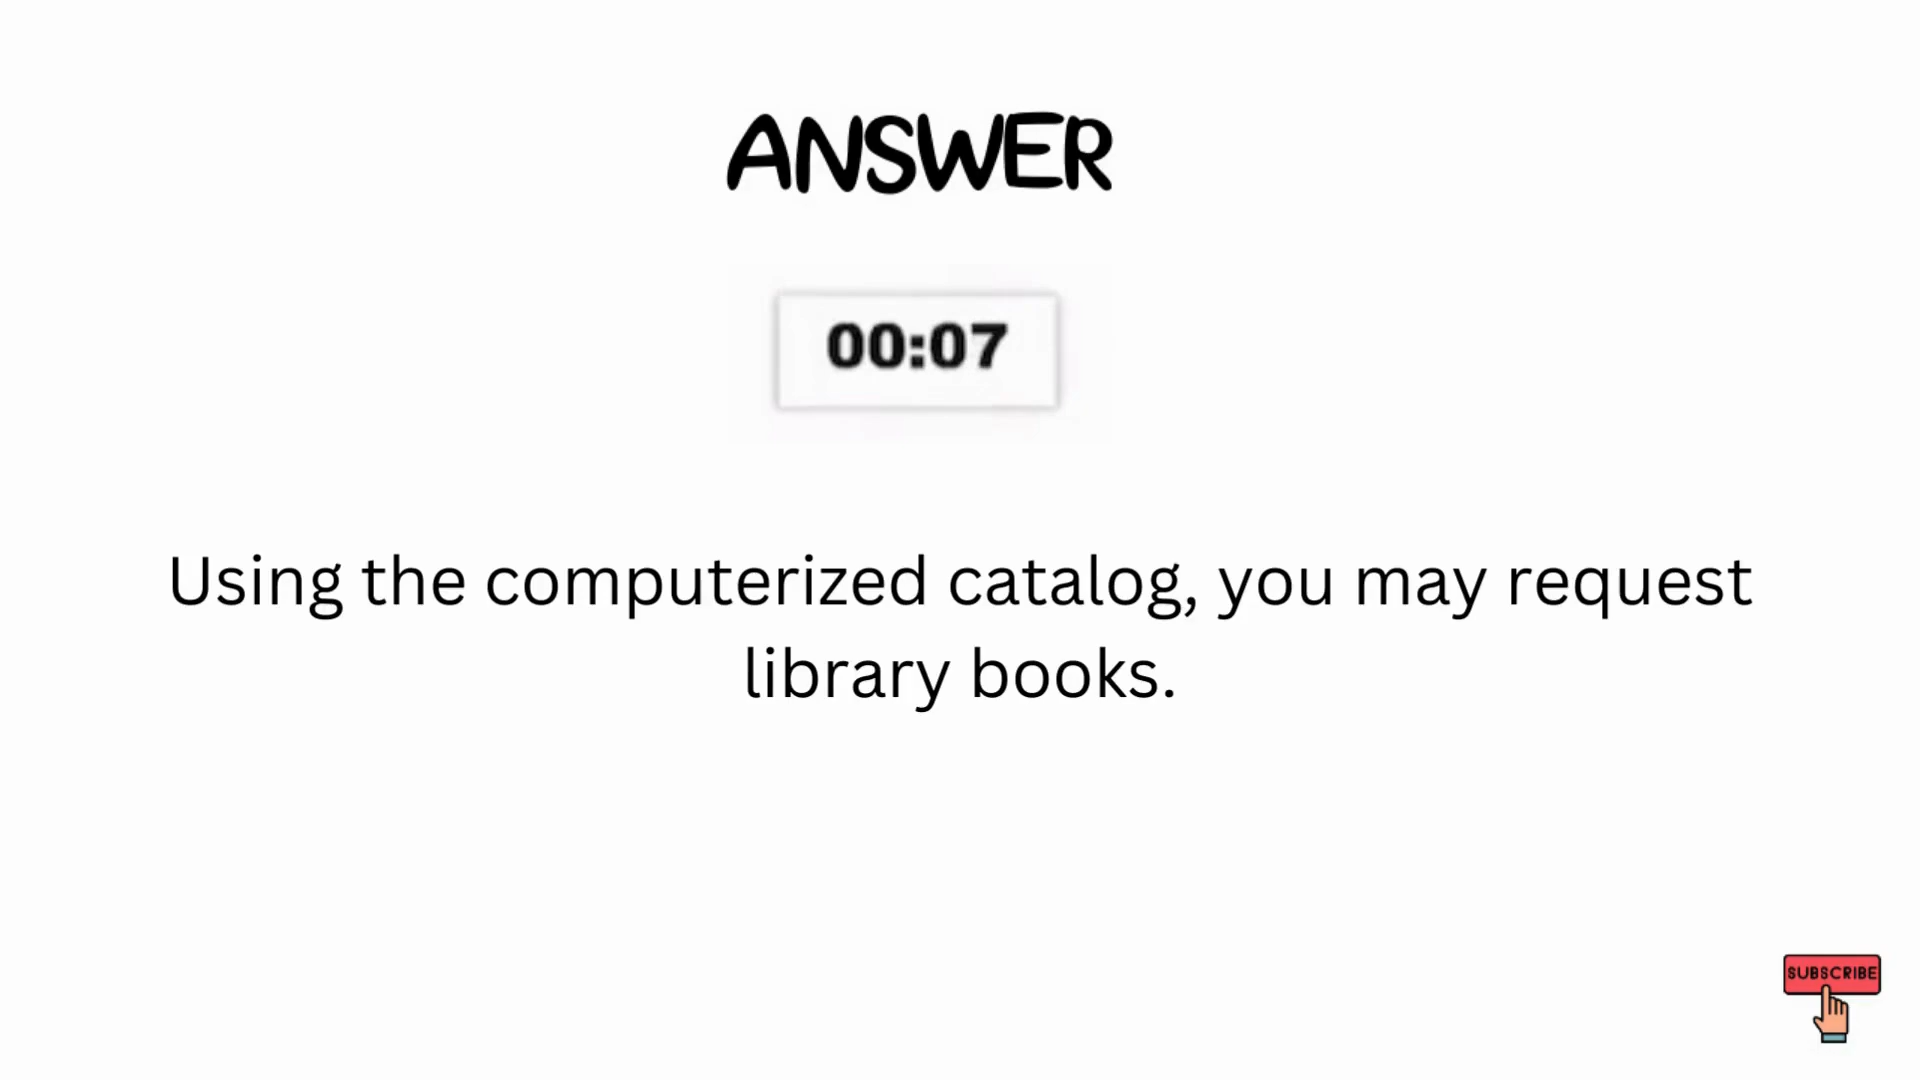 ANSWER
00:07
Using the computerized catalog, you may request
library books.
SUBSCRIBE